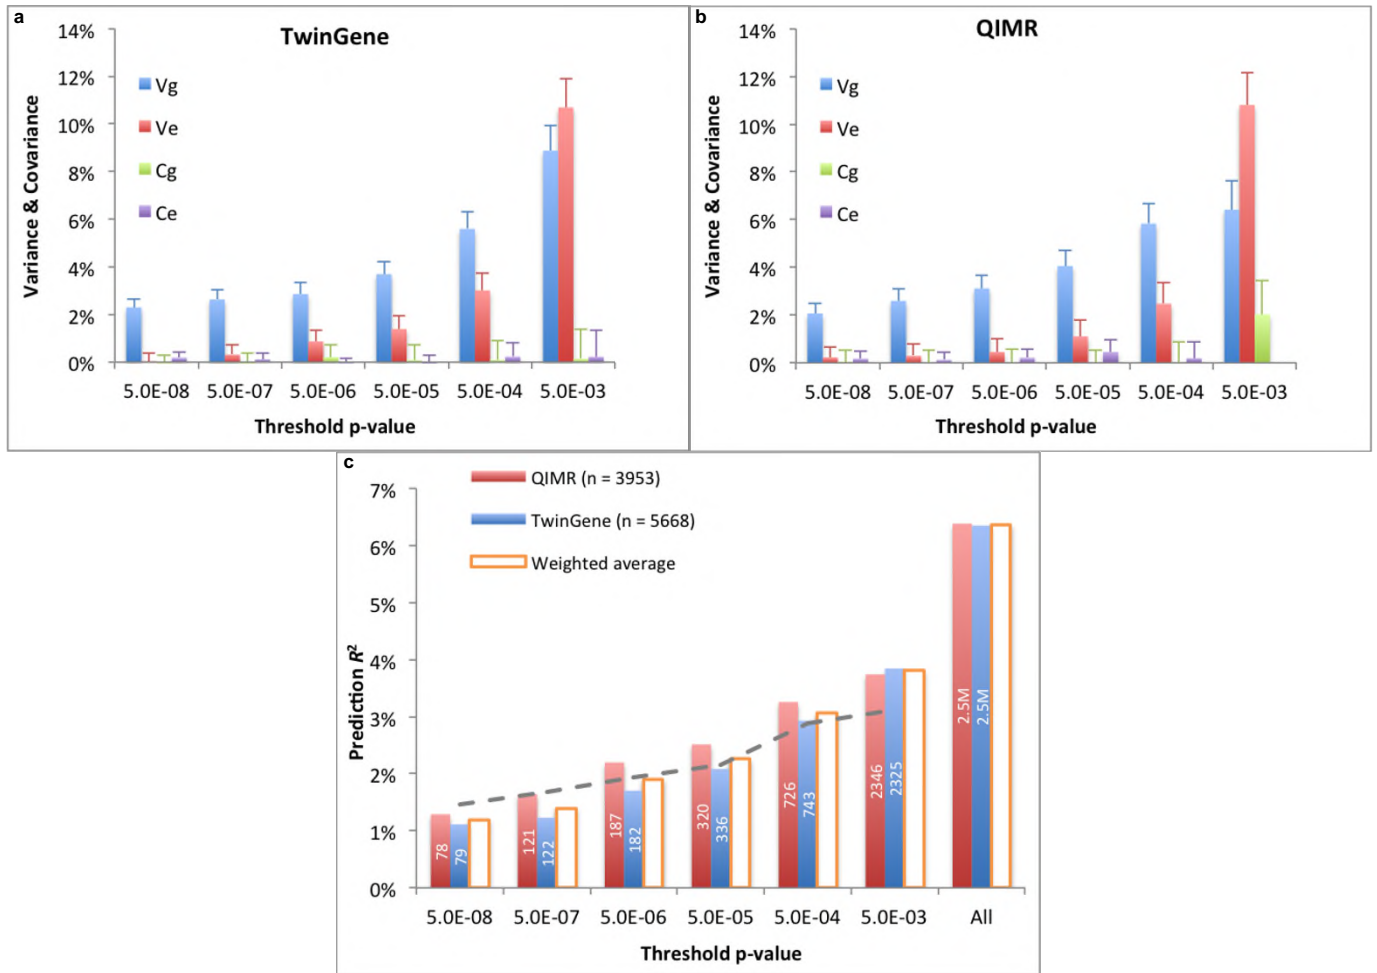 a
TwinGene
14%
12%
10%
8%
6%
4%
2%
0%
Variance & Covariance
Vg
Ve
Cg
Ce
5.0E-08 5.0E-07 5.0E-06 5.0E-05 5.0E-04 5.0E-03
Threshold p-value
b
QIMR
14%
12%
10%
8%
6%
4%
2%
0%
Variance & Covariance
Vg
Ve
Cg
Ce
5.0E-08 5.0E-07 5.0E-06 5.0E-05 5.0E-04 5.0E-03
Threshold p-value
c
QIMR (n = 3953)
TwinGene (n = 5668)
Weighted average
7%
6%
5%
4%
3%
2%
1%
0%
Prediction R²
78
79
121
122
187
182
320
336
726
743
2346
2325
2.5M
2.5M
5.0E-08 5.0E-07 5.0E-06 5.0E-05 5.0E-04 5.0E-03 All
Threshold p-value